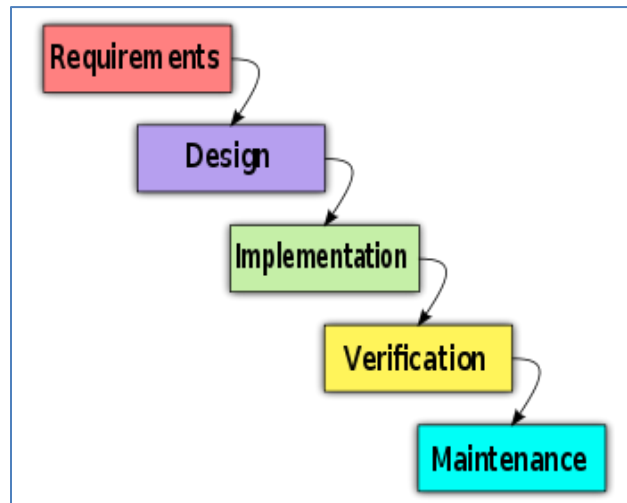 Requirements
Design
Implementation
Verification
Maintenance